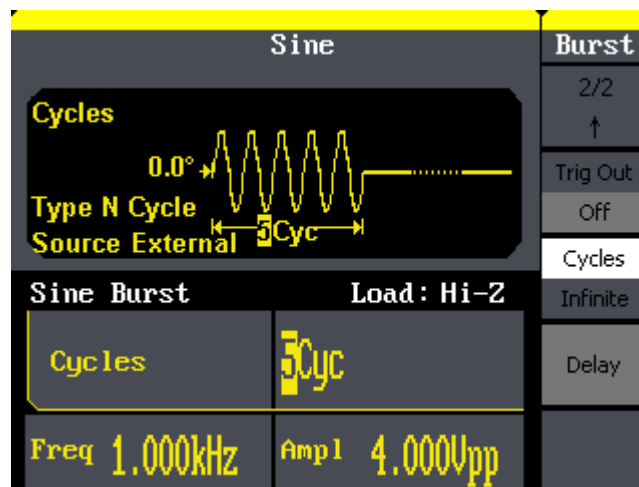 Sine
Burst
Cycles
0.0°
Type N Cycle
Source External
5Cyc
2/2
↑
Trig Out
Off
Cycles
Infinite
Delay
Sine Burst Load: Hi-Z
Cycles 5Cyc
Freq 1.000kHz Ampl 4.000Vpp